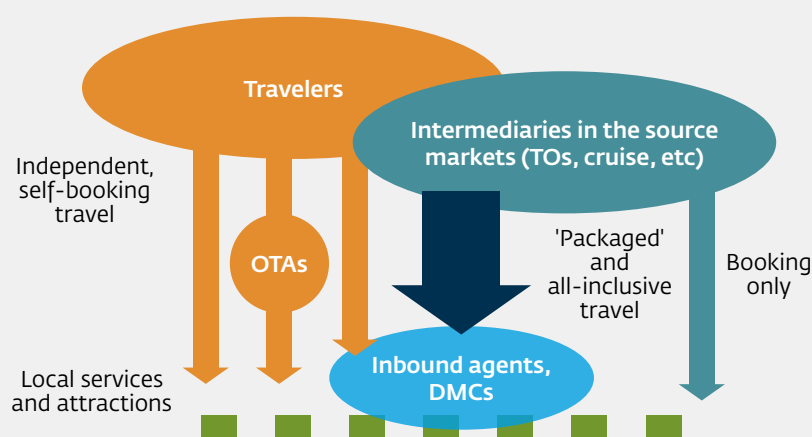 Travelers
Intermediaries in the source
markets (TOs, cruise, etc)
Independent,
self-booking
travel
OTAs
'Packaged'
and
all-inclusive
travel
Booking
only
Inbound agents,
DMCs
Local services
and attractions